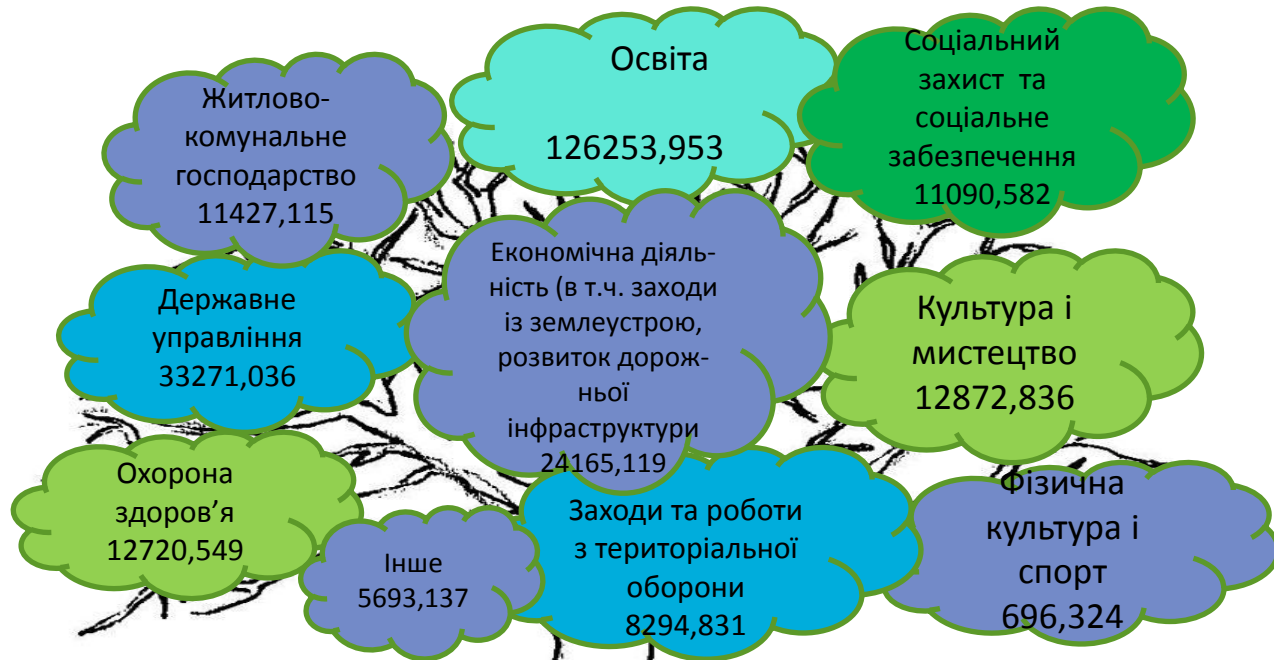 Освіта
126253,953
Соціальний
захист та
соціальне
забезпечення
11090,582
Житлово-
комунальне
господарство
11427,115
Економічна діяль-
ність (в т.ч. заходи
із землеустрою,
розвиток дорож-
ньої
інфраструктури
24165,119
Державне
управління
33271,036
Культура і
мистецтво
12872,836
Охорона
здоров’я
12720,549
Інше
5693,137
Заходи та роботи
з територіальної
оборони
8294,831
Фізична
культура і
спорт
696,324